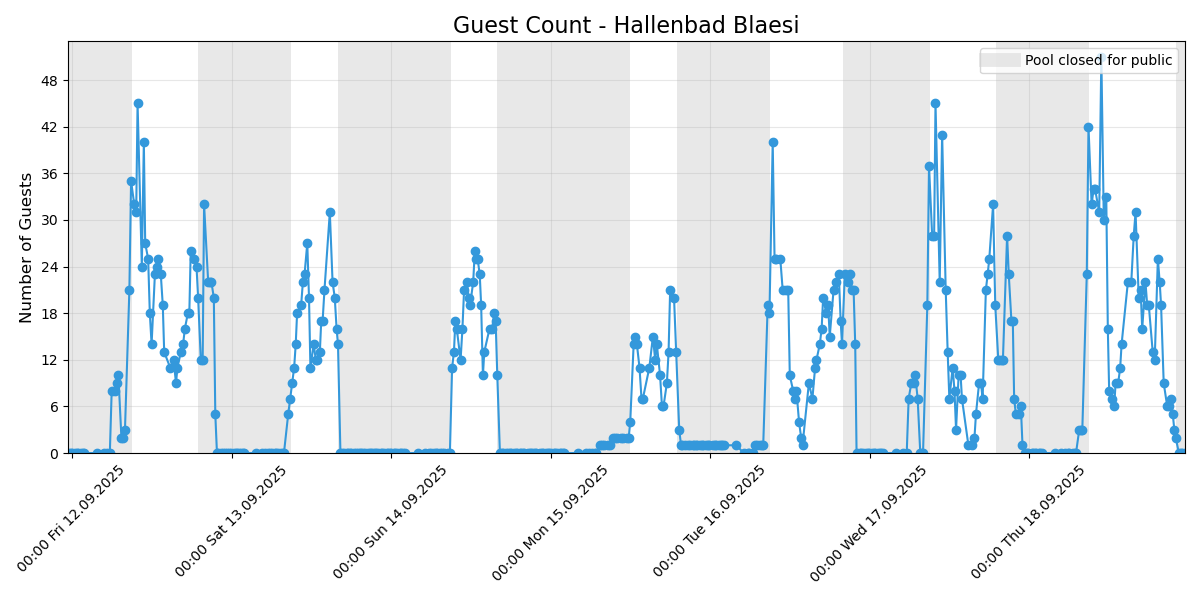 Guest Count - Hallenbad Blaesi
Pool closed for public
Number of Guests
48
42
36
30
24
18
12
6
0
00:00 Fri 12.09.2025
00:00 Sat 13.09.2025
00:00 Sun 14.09.2025
00:00 Mon 15.09.2025
00:00 Tue 16.09.2025
00:00 Wed 17.09.2025
00:00 Thu 18.09.2025